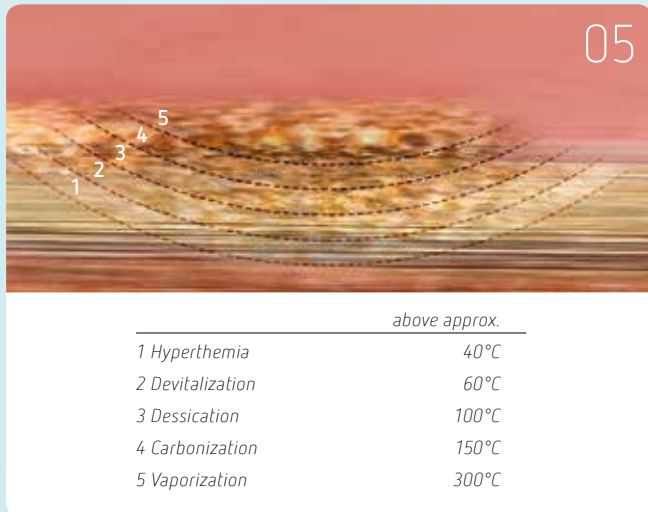 05
5
4
3
2
1
above approx.
1 Hyperthemia 40°C
2 Devitalization 60°C
3 Dessication 100°C
4 Carbonization 150°C
5 Vaporization 300°C